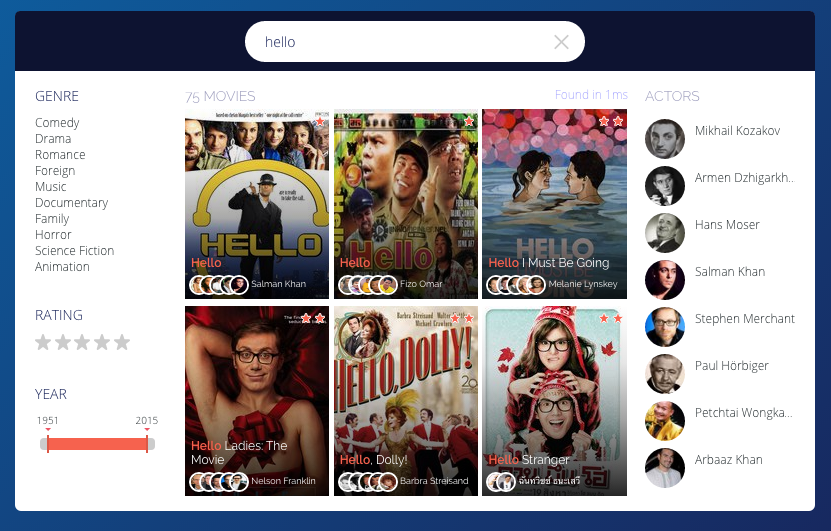 hello
GENRE
Comedy
Drama
Romance
Foreign
Music
Documentary
Family
Horror
Science Fiction
Animation
RATING
YEAR
1951 2015
75 MOVIES
Found in 1ms
HELLO
Hello
Salman Khan
Hello
Hello
Fizo Omar
HELLO
Hello I Must Be Going
Melanie Lynskey
Hello Ladies: The
Movie
Nelson Franklin
Barbra Streisand
HELLO, DOLLY!
Hello, Dolly!
Barbra Streisand
Hello Stranger
ฉันทวิชช์ ธนะเสวี
ACTORS
Mikhail Kozakov
Armen Dzhigarkh..
Hans Moser
Salman Khan
Stephen Merchant
Paul Hörbiger
Petchtai Wongka...
Arbaaz Khan